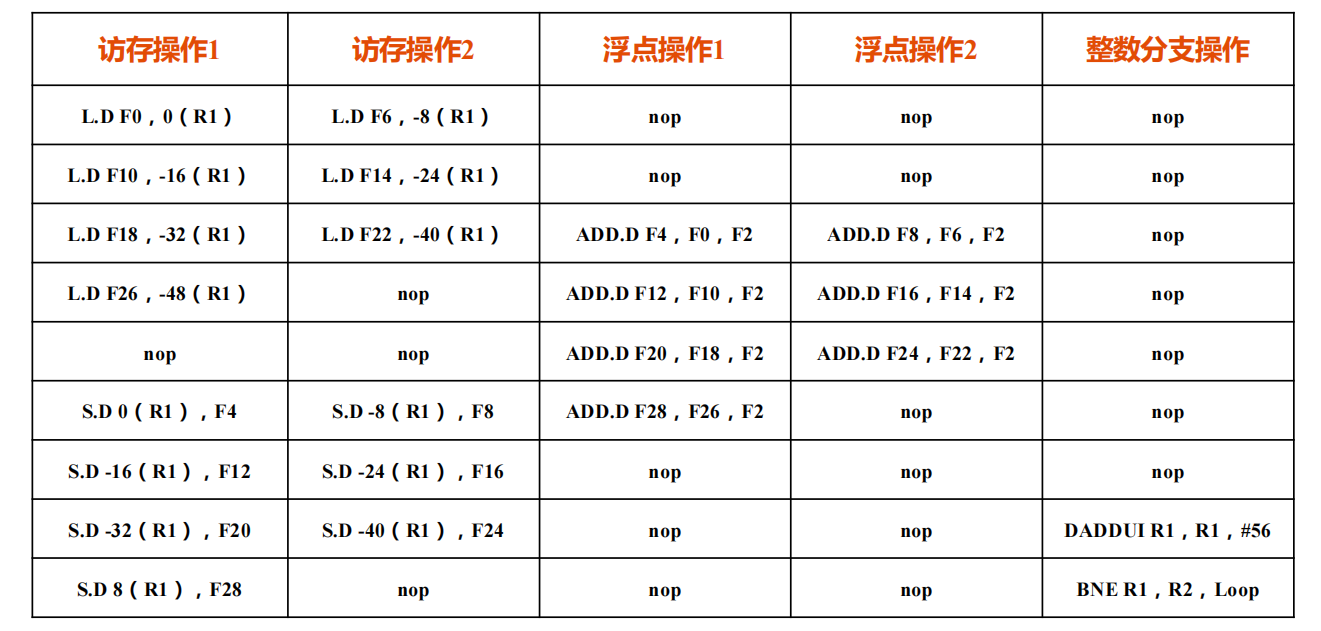 访存操作1 访存操作2 浮点操作1 浮点操作2 整数分支操作
L.D F0，0（R1） L.D F6，-8（R1） nop nop nop
L.D F10，-16（R1） L.D F14，-24（R1） nop nop nop
L.D F18，-32（R1） L.D F22，-40（R1） ADD.D F4，F0，F2 ADD.D F8，F6，F2 nop
L.D F26，-48（R1） nop ADD.D F12，F10，F2 ADD.D F16，F14，F2 nop
nop nop ADD.D F20，F18，F2 ADD.D F24，F22，F2 nop
S.D 0（R1），F4 S.D -8（R1），F8 ADD.D F28，F26，F2 nop nop
S.D -16（R1），F12 S.D -24（R1），F16 nop nop nop
S.D -32（R1），F20 S.D -40（R1），F24 nop nop DADDUI R1，R1，#56
S.D 8（R1），F28 nop nop nop BNE R1，R2，Loop